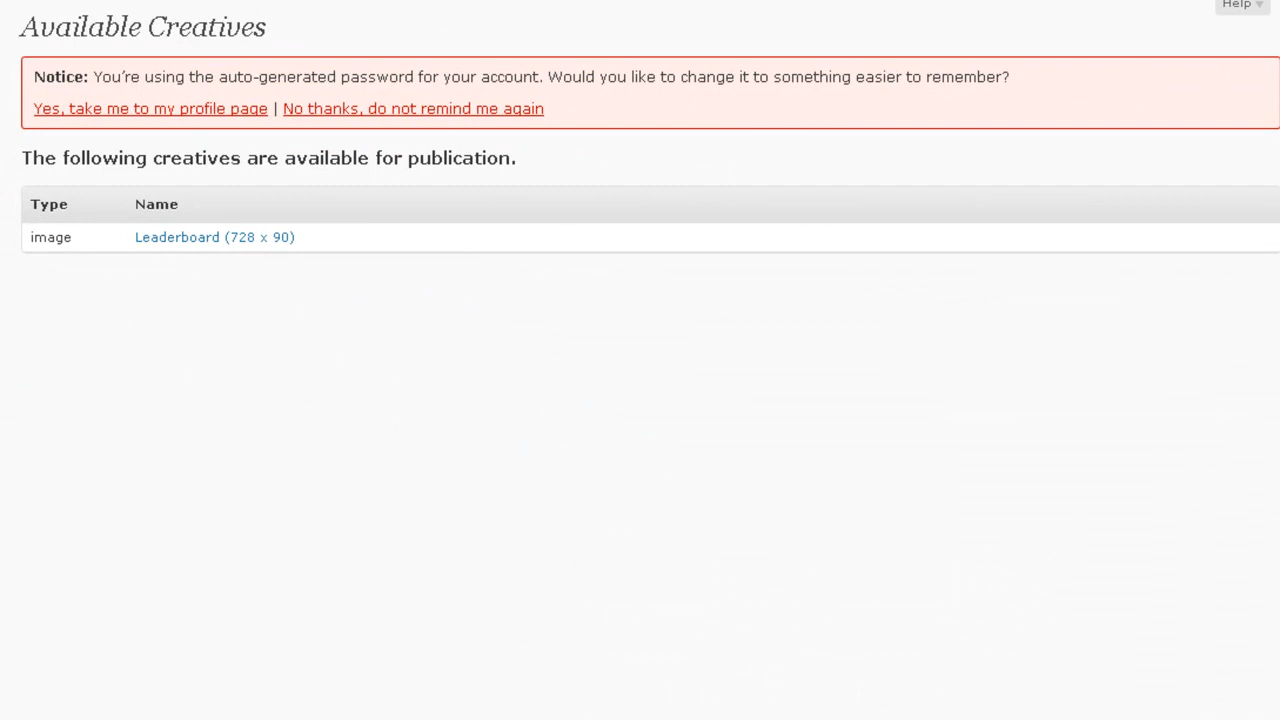 Help
Available Creatives
Notice: You're using the auto-generated password for your account. Would you like to change it to something easier to remember?
Yes, take me to my profile page | No thanks, do not remind me again
The following creatives are available for publication.
Type Name
image Leaderboard (728 x 90)